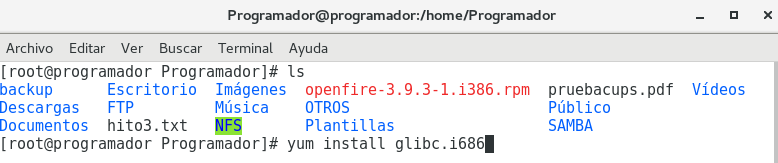 Programador@programador:/home/Programador
Archivo Editar Ver Buscar Terminal Ayuda
[root@programador Programador]# ls
backup Escritorio Imágenes openfire-3.9.3-1.i386.rpm pruebacups.pdf Vídeos
Descargas FTP Música OTROS Público
Documentos hito3.txt NFS Plantillas SAMBA
[root@programador Programador]# yum install glibc.i686